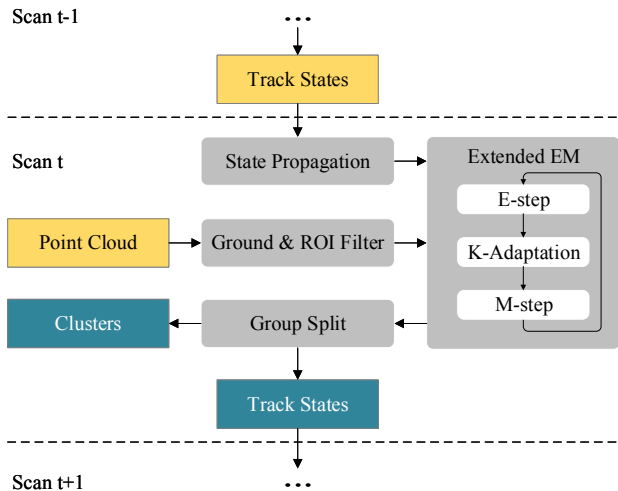 Scan t-1
...
Track States
Scan t
State Propagation
Extended EM
E-step
Point Cloud
Ground & ROI Filter
K-Adaptation
M-step
Clusters
Group Split
Track States
Scan t+1
...